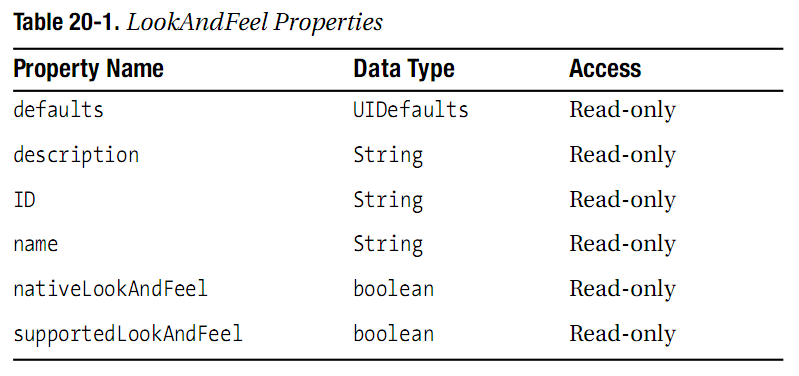 Table 20-1. LookAndFeel Properties
Property Name Data Type Access
defaults UIDefaults Read-only
description String Read-only
ID String Read-only
name String Read-only
nativeLookAndFeel boolean Read-only
supportedLookAndFeel boolean Read-only